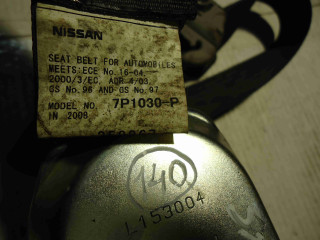 NISSAN
SEAT BELT FOR AUTOMOBILES
MEETS:ECE No. 16-04,
2000/3/EC, ADR 4/03,
GS No.96 AND GS No.97
MODEL NO. 7P1030-P
IN 2008
140
L153004